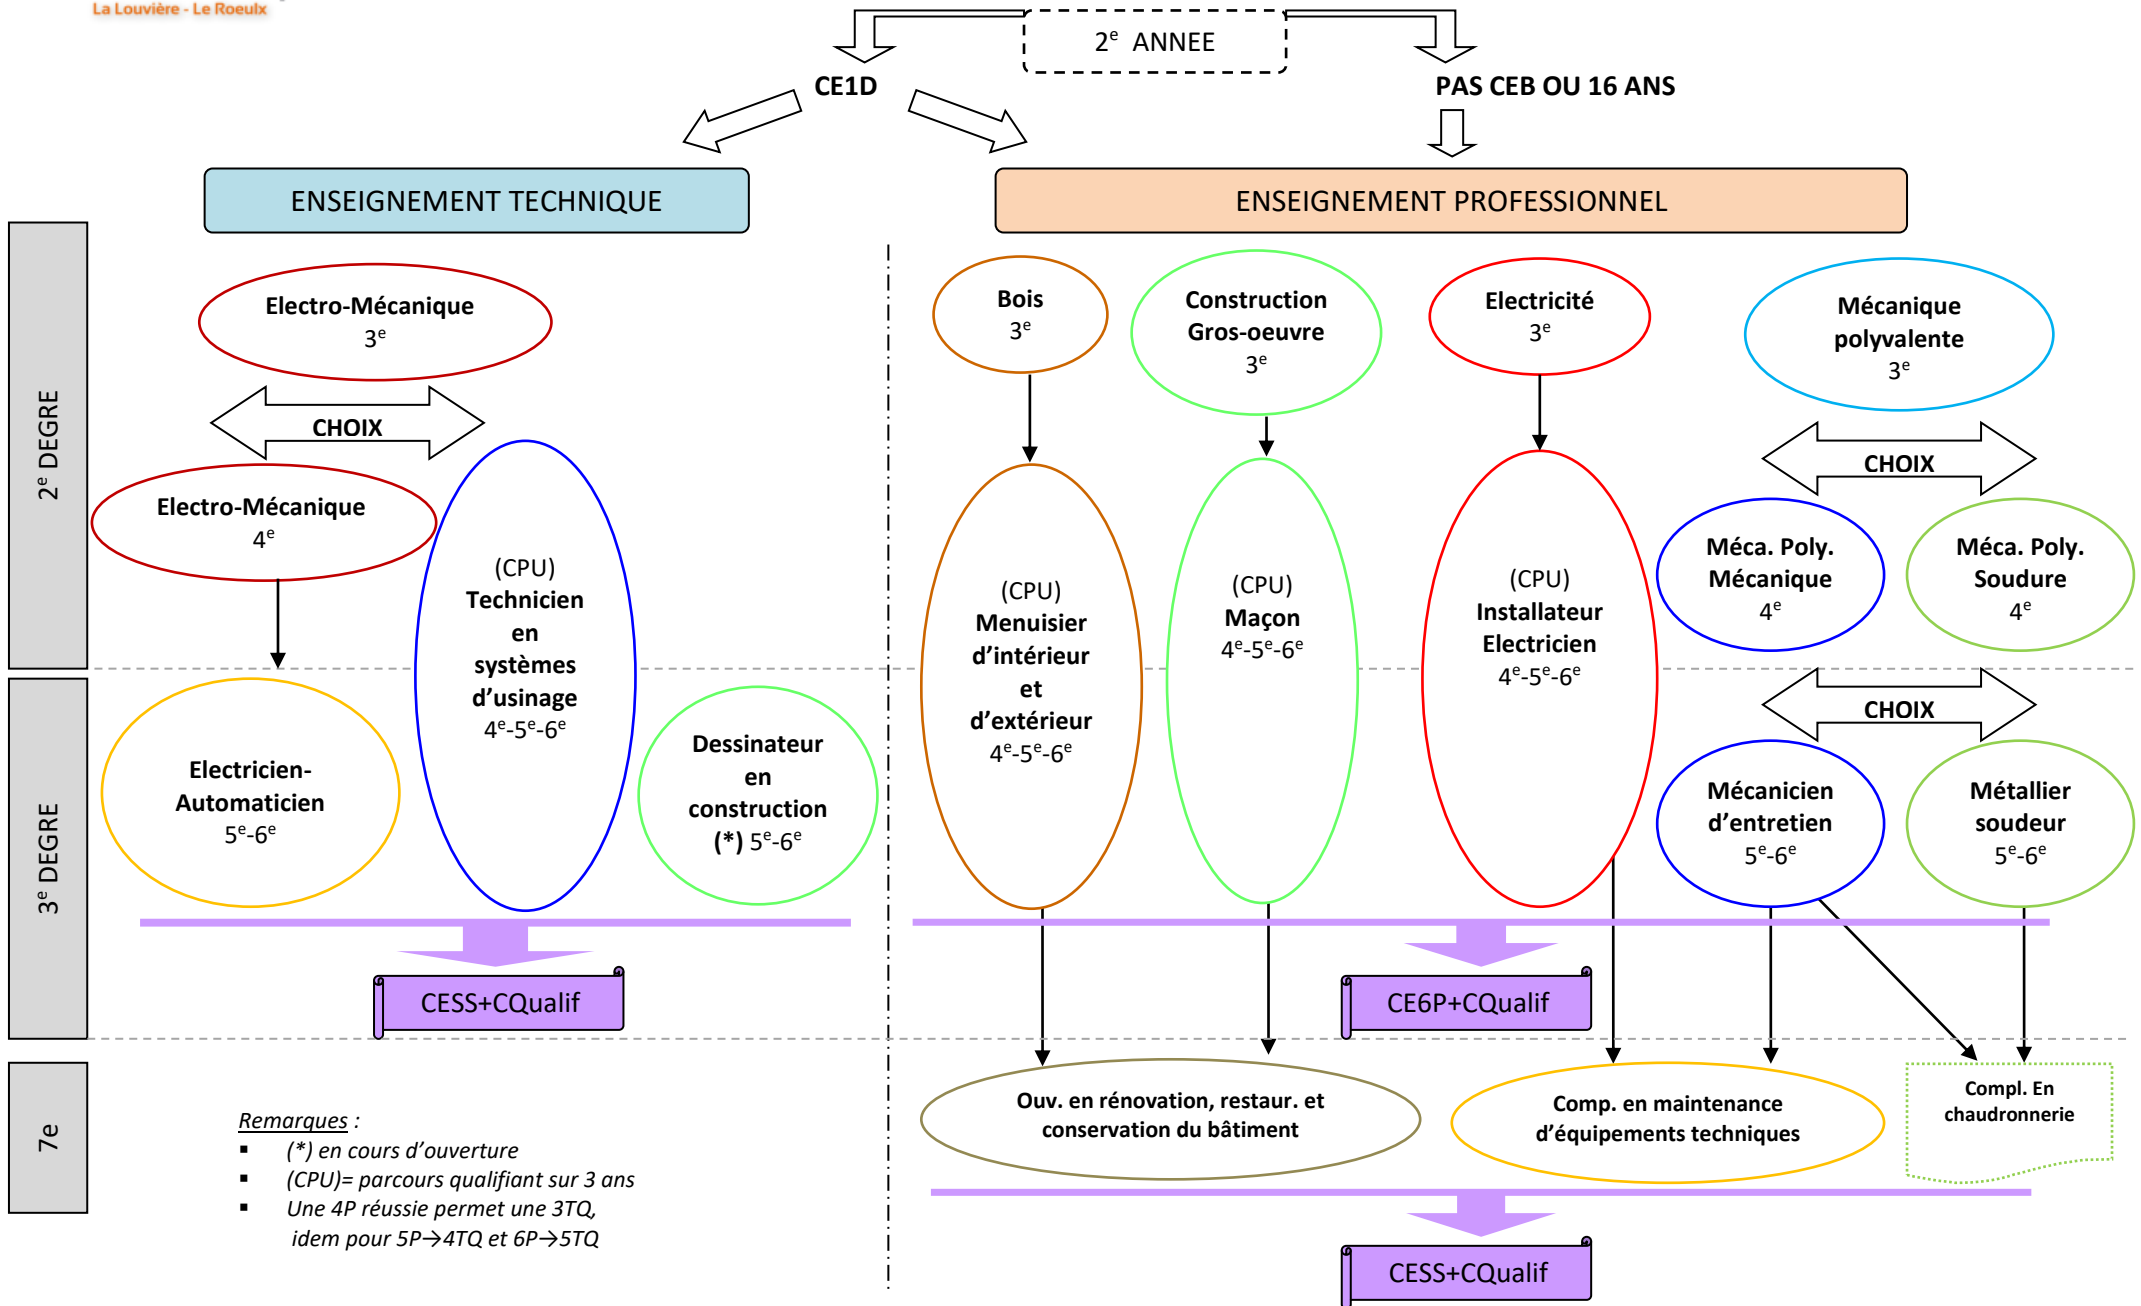 La Louvière - Le Roeulx
2e ANNEE
CE1D
PAS CEB OU 16 ANS
ENSEIGNEMENT TECHNIQUE
ENSEIGNEMENT PROFESSIONNEL
2e DEGRE
Electro-Mécanique
3e
CHOIX
Electro-Mécanique
4e
(CPU)
Technicien
en
systèmes
d'usinage
4e-5e-6e
Bois
3e
Construction
Gros-oeuvre
3e
Electricité
3e
Mécanique
polyvalente
3e
CHOIX
(CPU)
Menuisier
d'intérieur
et
d'extérieur
4e-5e-6e
(CPU)
Maçon
4e-5e-6e
(CPU)
Installateur
Electricien
4e-5e-6e
Méca. Poly.
Mécanique
4e
Méca. Poly.
Soudure
4e
3e DEGRE
Electricien-
Automaticien
5e-6e
Dessinateur
en
construction
(*) 5e-6e
CHOIX
Mécanicien
d'entretien
5e-6e
Métallier
soudeur
5e-6e
CESS+CQualif
CE6P+CQualif
7e
Remarques :
▪ (*) en cours d'ouverture
▪ (CPU)= parcours qualifiant sur 3 ans
▪ Une 4P réussie permet une 3TQ,
idem pour 5P→4TQ et 6P→5TQ
Ouv. en rénovation, restaur. et
conservation du bâtiment
Comp. en maintenance
d'équipements techniques
Compl. En
chaudronnerie
CESS+CQualif